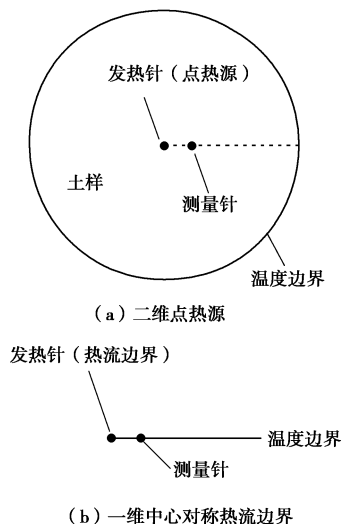 发热针（点热源）
土样
测量针
温度边界
（a）二维点热源
发热针（热流边界）
温度边界
测量针
（b）一维中心对称热流边界